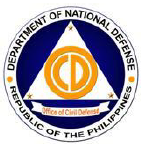 DEPARTMENT OF NATIONAL DEFENSE
CD
Office of Civil Defense
REPUBLIC OF THE PHILIPPINES